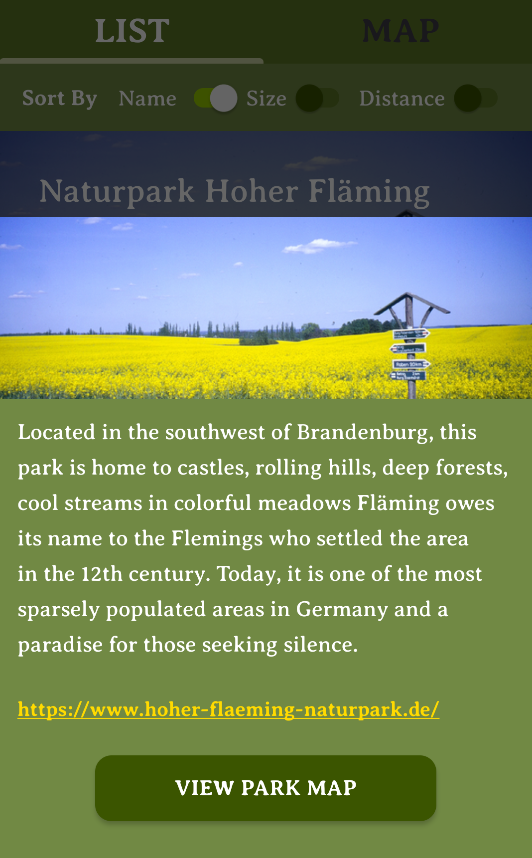 LIST MAP
Sort By Name Size Distance
Naturpark Hoher Fläming
Located in the southwest of Brandenburg, this
park is home to castles, rolling hills, deep forests,
cool streams in colorful meadows Fläming owes
its name to the Flemings who settled the area
in the 12th century. Today, it is one of the most
sparsely populated areas in Germany and a
paradise for those seeking silence.
https://www.hoher-flaeming-naturpark.de/
VIEW PARK MAP